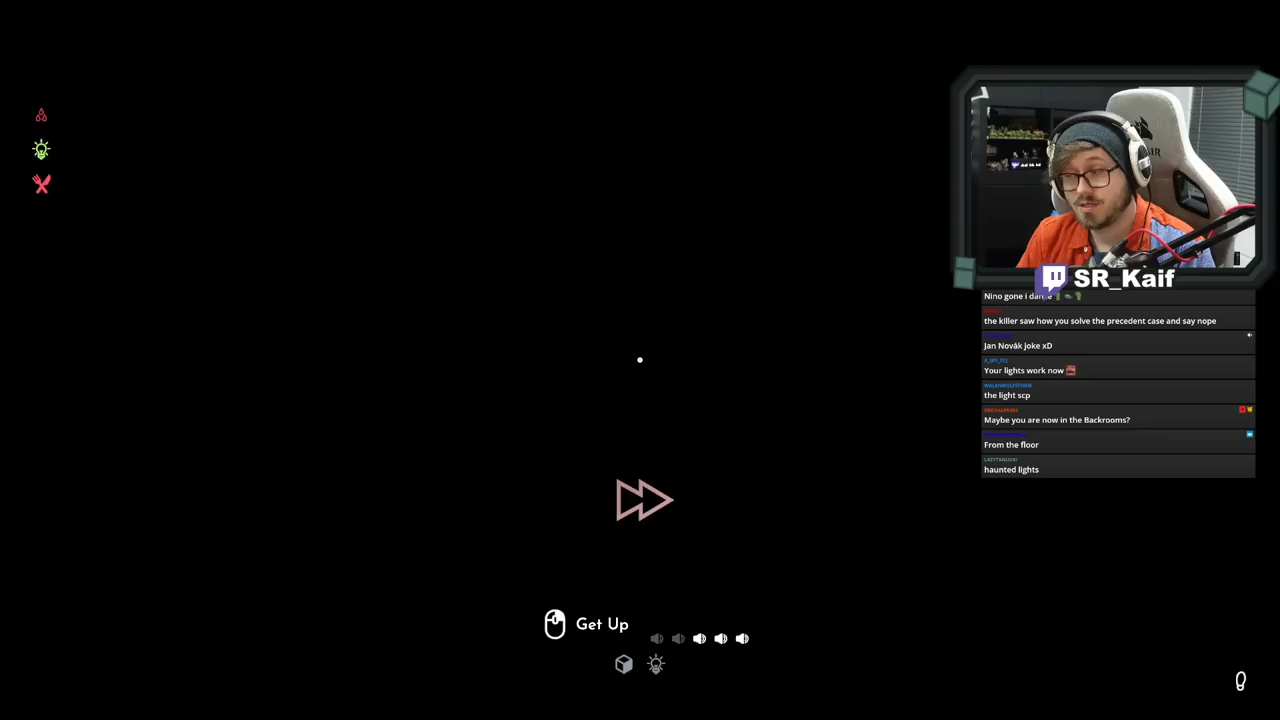 SR_Kaif
Nino gone i dance
the killer saw how you solve the precedent case and say nope
Jan Novák joke xD
Your lights work now
WALKINWOLFSTORM
the light scp
Maybe you are now in the Backrooms?
From the floor
haunted lights
Get Up